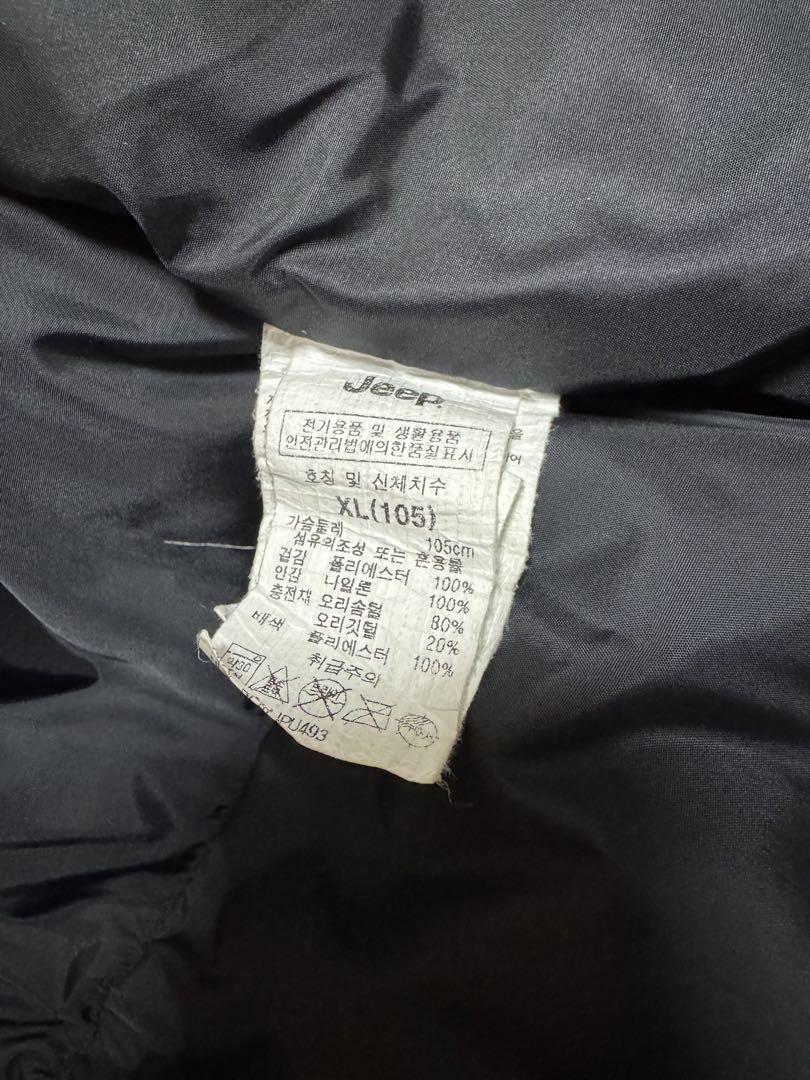 Jeep
전기용품 및 생활용품
안전관리법에의한품질표시
호칭 및 신체치수
XL(105)
가슴둘레 105cm
섬유의조성 또는 혼용률
겉감 폴리에스터 100%
안감 나일론 100%
충전재 오리솜털 80%
오리깃털 20%
배색 폴리에스터 100%
취급주의
JPU493